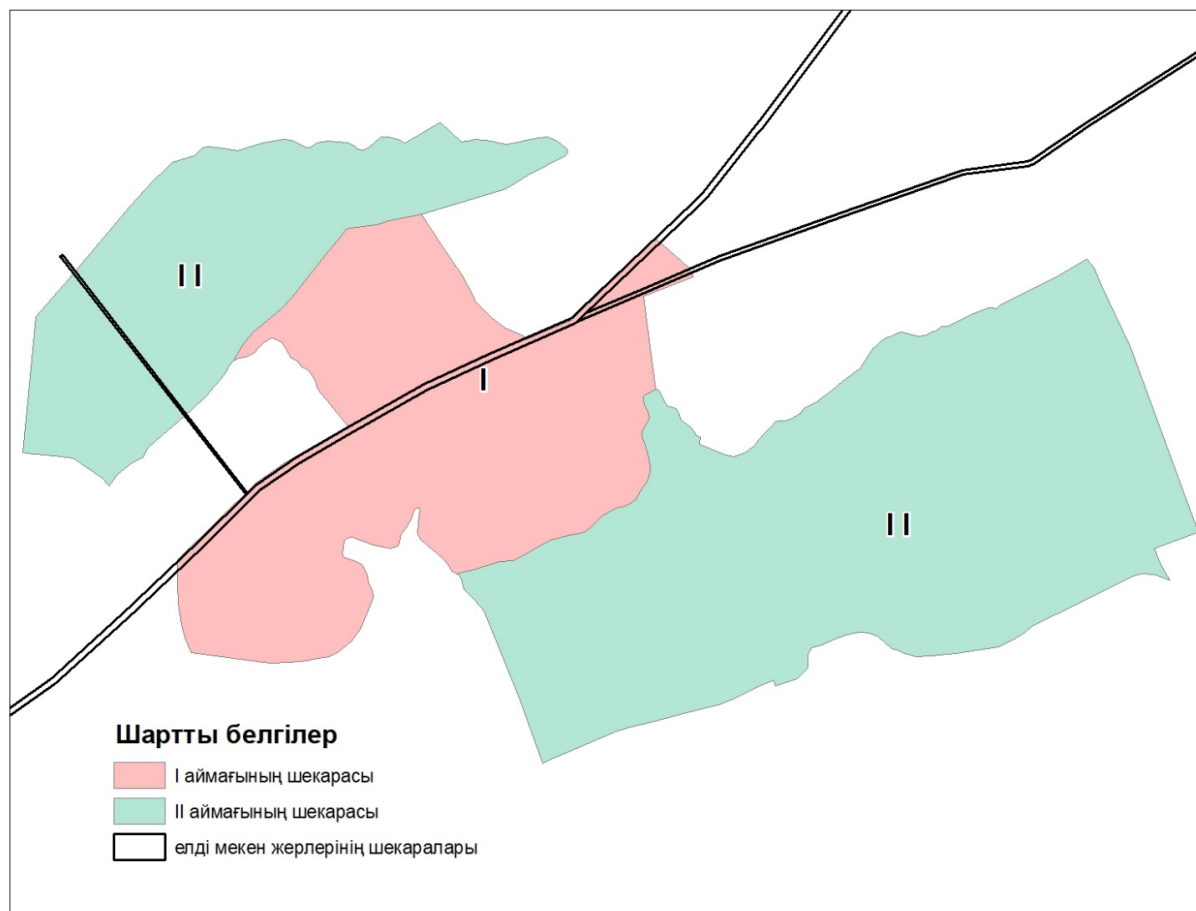 I I
I
I I
Шартты белгілер
I аймағының шекарасы
II аймағының шекарасы
елді мекен жерлерінің шекаралары